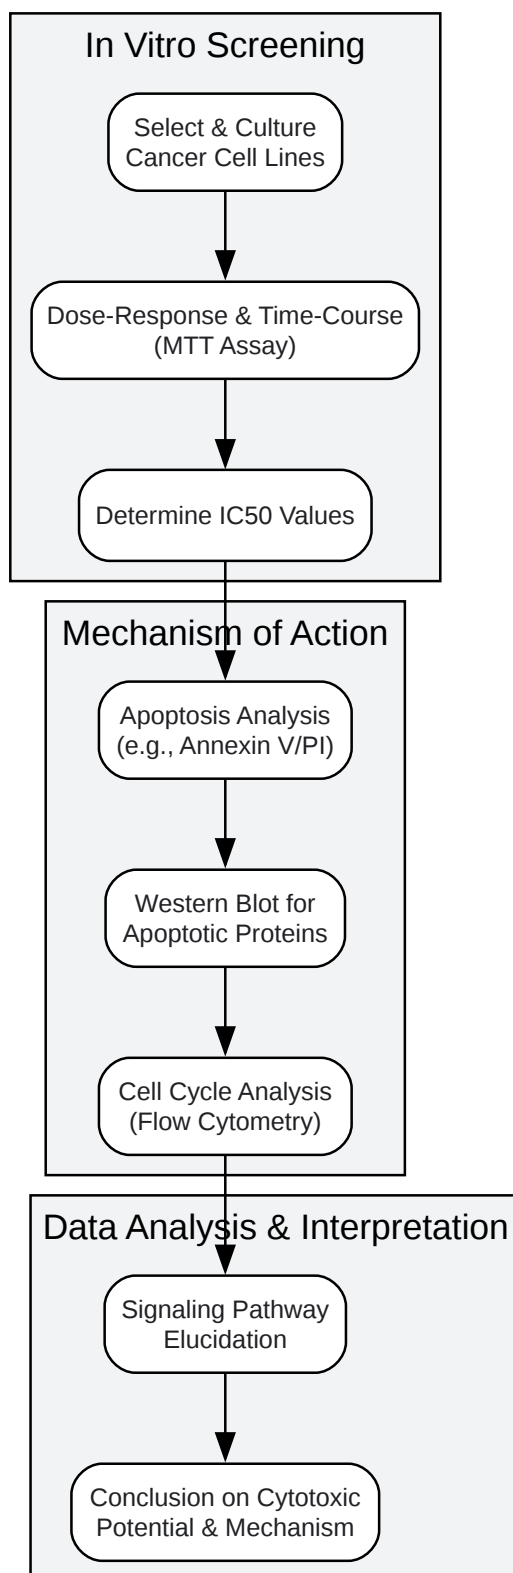 In Vitro Screening
Select & Culture
Cancer Cell Lines
Dose-Response & Time-Course
(MTT Assay)
Determine IC50 Values
Mechanism of Action
Apoptosis Analysis
(e.g., Annexin V/PI)
Western Blot for
Apoptotic Proteins
Cell Cycle Analysis
(Flow Cytometry)
Data Analysis & Interpretation
Signaling Pathway
Elucidation
Conclusion on Cytotoxic
Potential & Mechanism